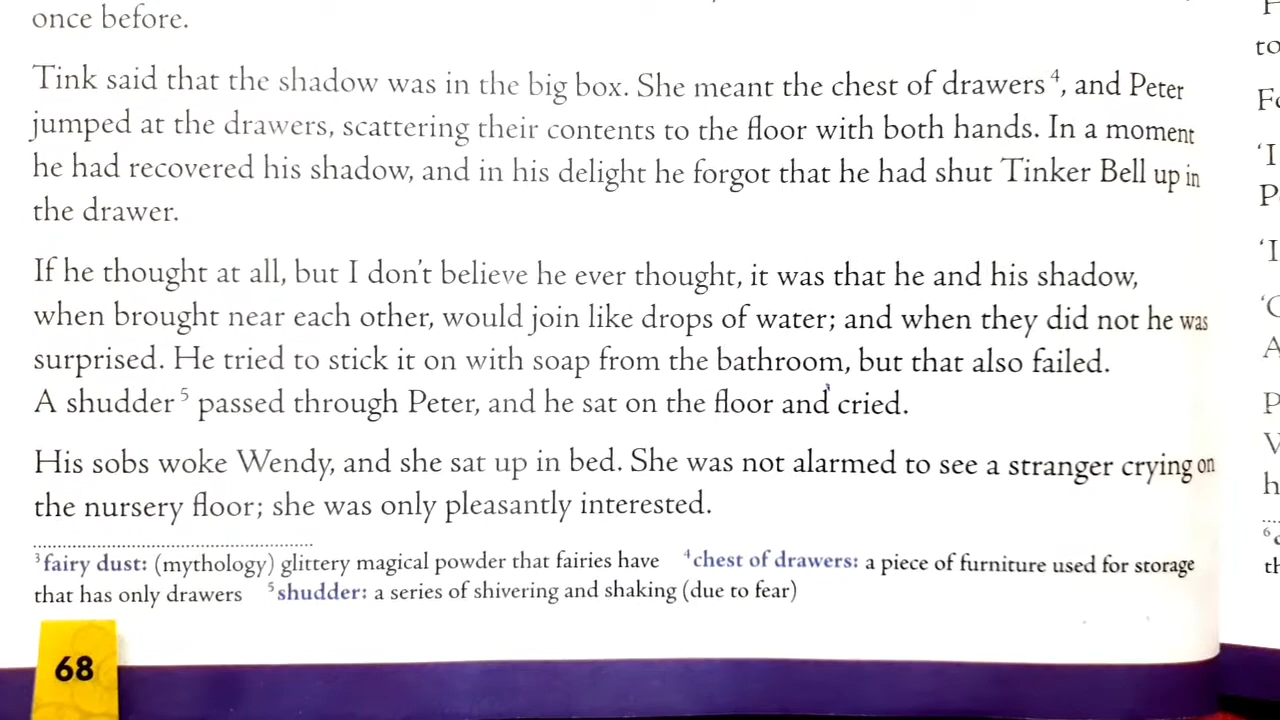 once before.
Tink said that the shadow was in the big box. She meant the chest of drawers⁴, and Peter
jumped at the drawers, scattering their contents to the floor with both hands. In a moment
he had recovered his shadow, and in his delight he forgot that he had shut Tinker Bell up in
the drawer.
If he thought at all, but I don't believe he ever thought, it was that he and his shadow,
when brought near each other, would join like drops of water; and when they did not he was
surprised. He tried to stick it on with soap from the bathroom, but that also failed.
A shudder⁵ passed through Peter, and he sat on the floor and cried.
His sobs woke Wendy, and she sat up in bed. She was not alarmed to see a stranger crying on
the nursery floor; she was only pleasantly interested.
³fairy dust: (mythology) glittery magical powder that fairies have ⁴chest of drawers: a piece of furniture used for storage
that has only drawers ⁵shudder: a series of shivering and shaking (due to fear)
68
to